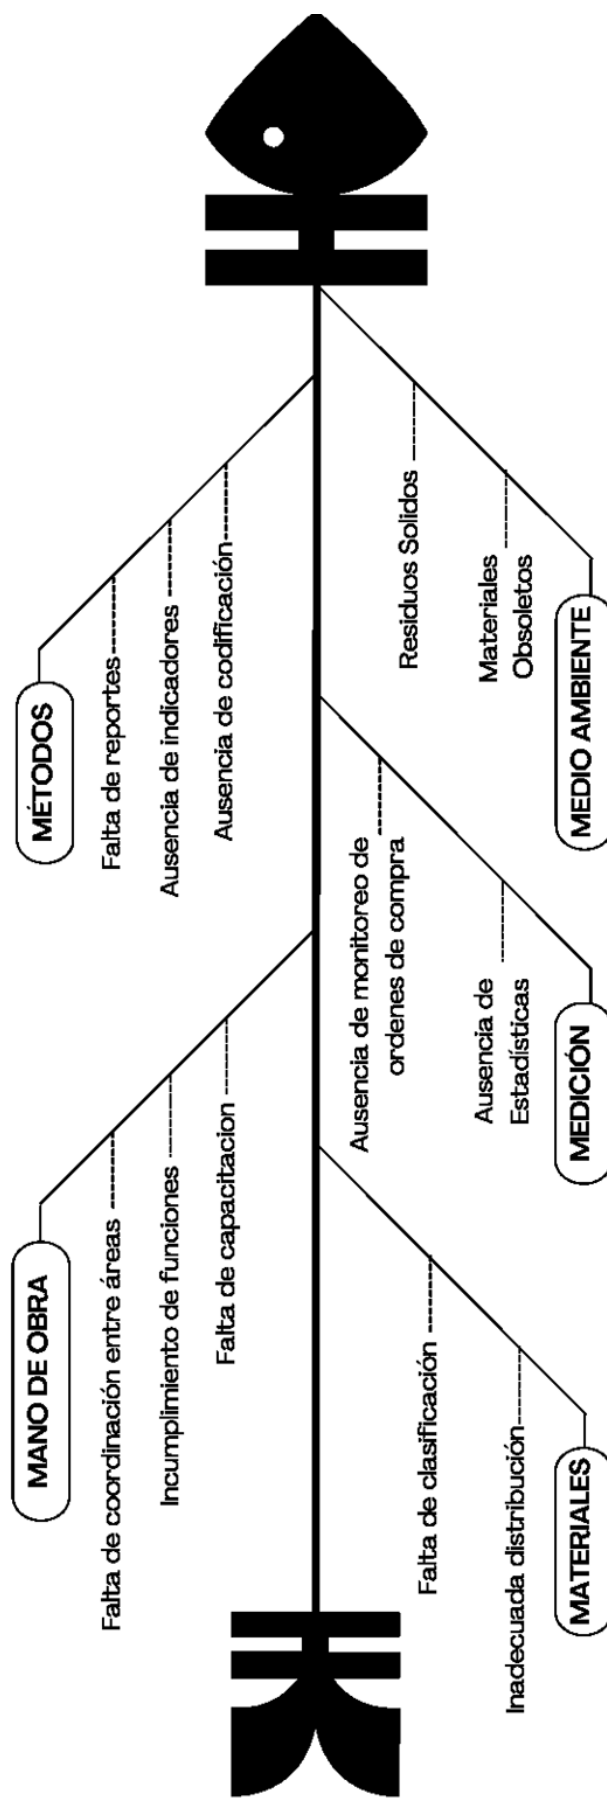 MANO DE OBRA
Falta de coordinación entre áreas
Incumplimiento de funciones
Falta de capacitacion
MÉTODOS
Falta de reportes
Ausencia de indicadores
Ausencia de codificación
Falta de clasificación
Inadecuada distribución
MATERIALES
Ausencia de monitoreo de
ordenes de compra
Ausencia de
Estadísticas
MEDICIÓN
Residuos Solidos
Materiales
Obsoletos
MEDIO AMBIENTE